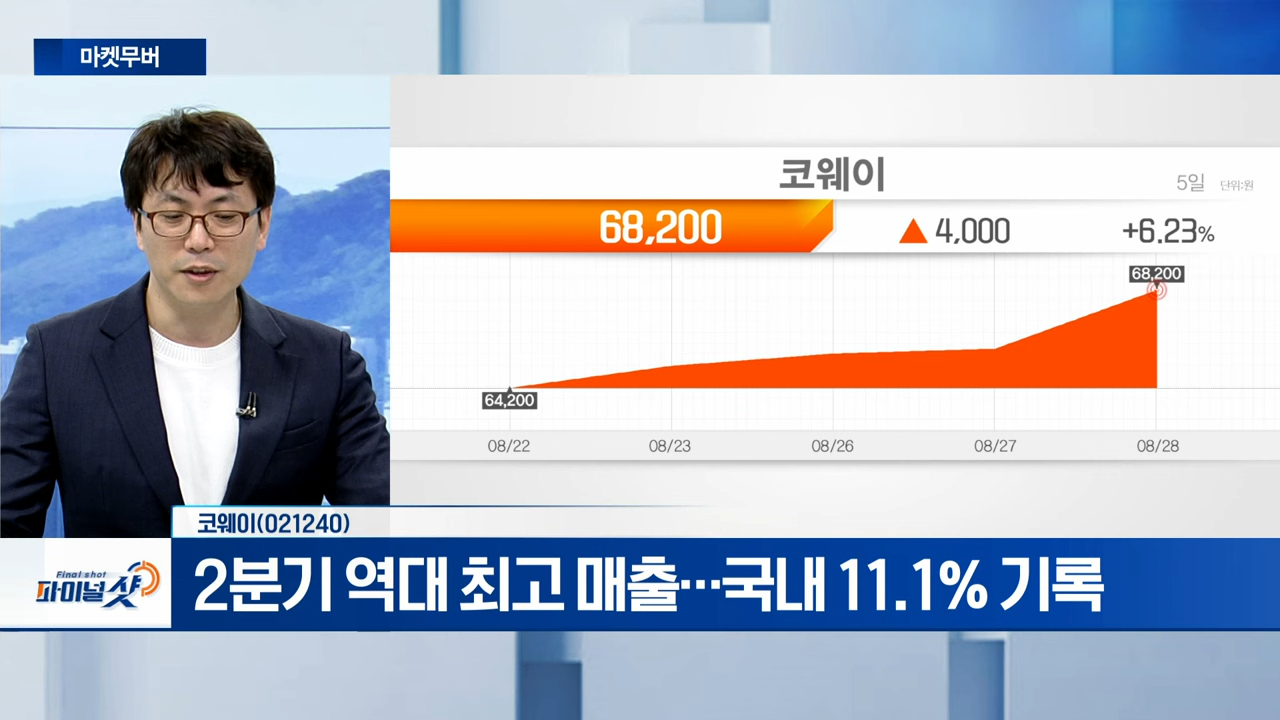 마켓무버
코웨이
5일 단위:원
68,200 ▲ 4,000 +6.23%
68,200
64,200
08/22 08/23 08/26 08/27 08/28
코웨이(021240)
Final shot
파이널샷
2분기 역대 최고 매출…국내 11.1% 기록